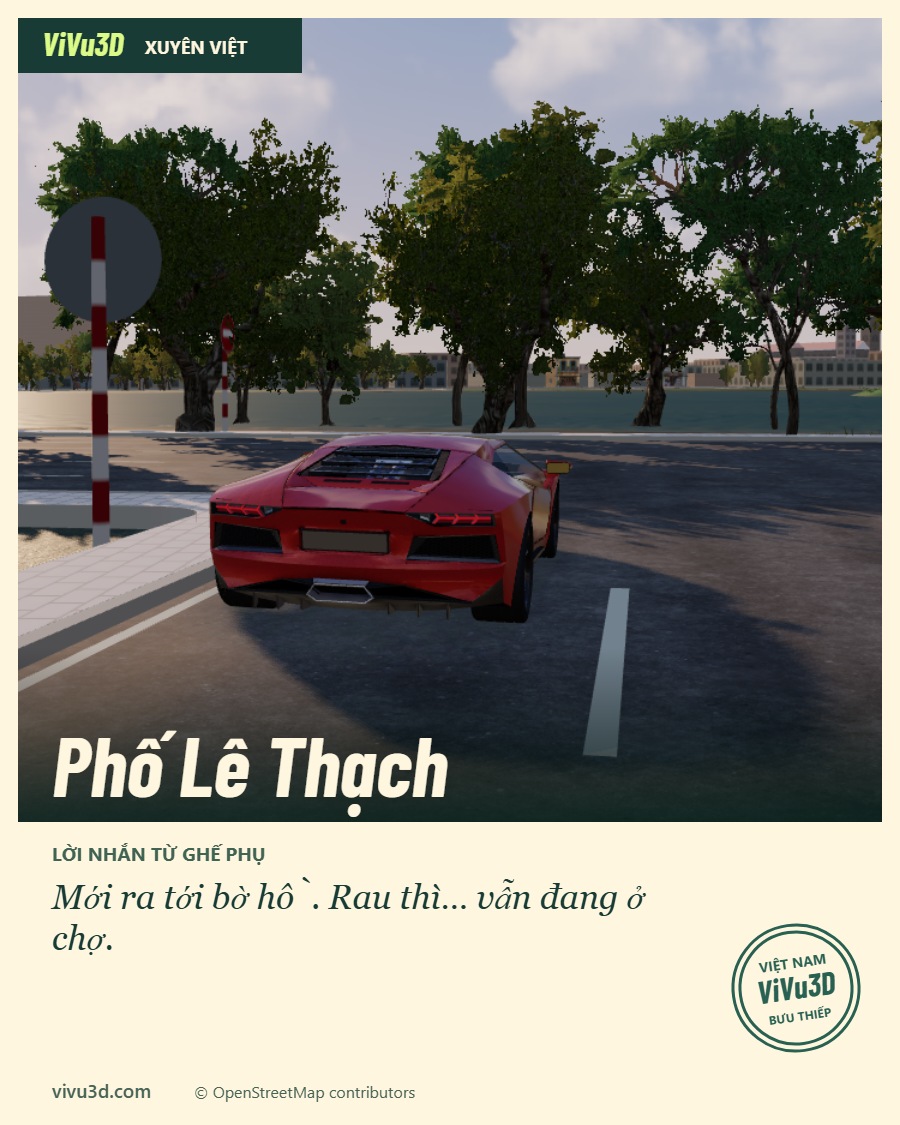 ViVu3D XUYÊN VIỆT
Phố Lê Thạch
LỜI NHẮN TỪ GHẾ PHỤ
Mới ra tới bờ hồ. Rau thì... vẫn đang ở
chợ.
VIỆT NAM
ViVu3D
BƯU THIẾP
vivu3d.com © OpenStreetMap contributors